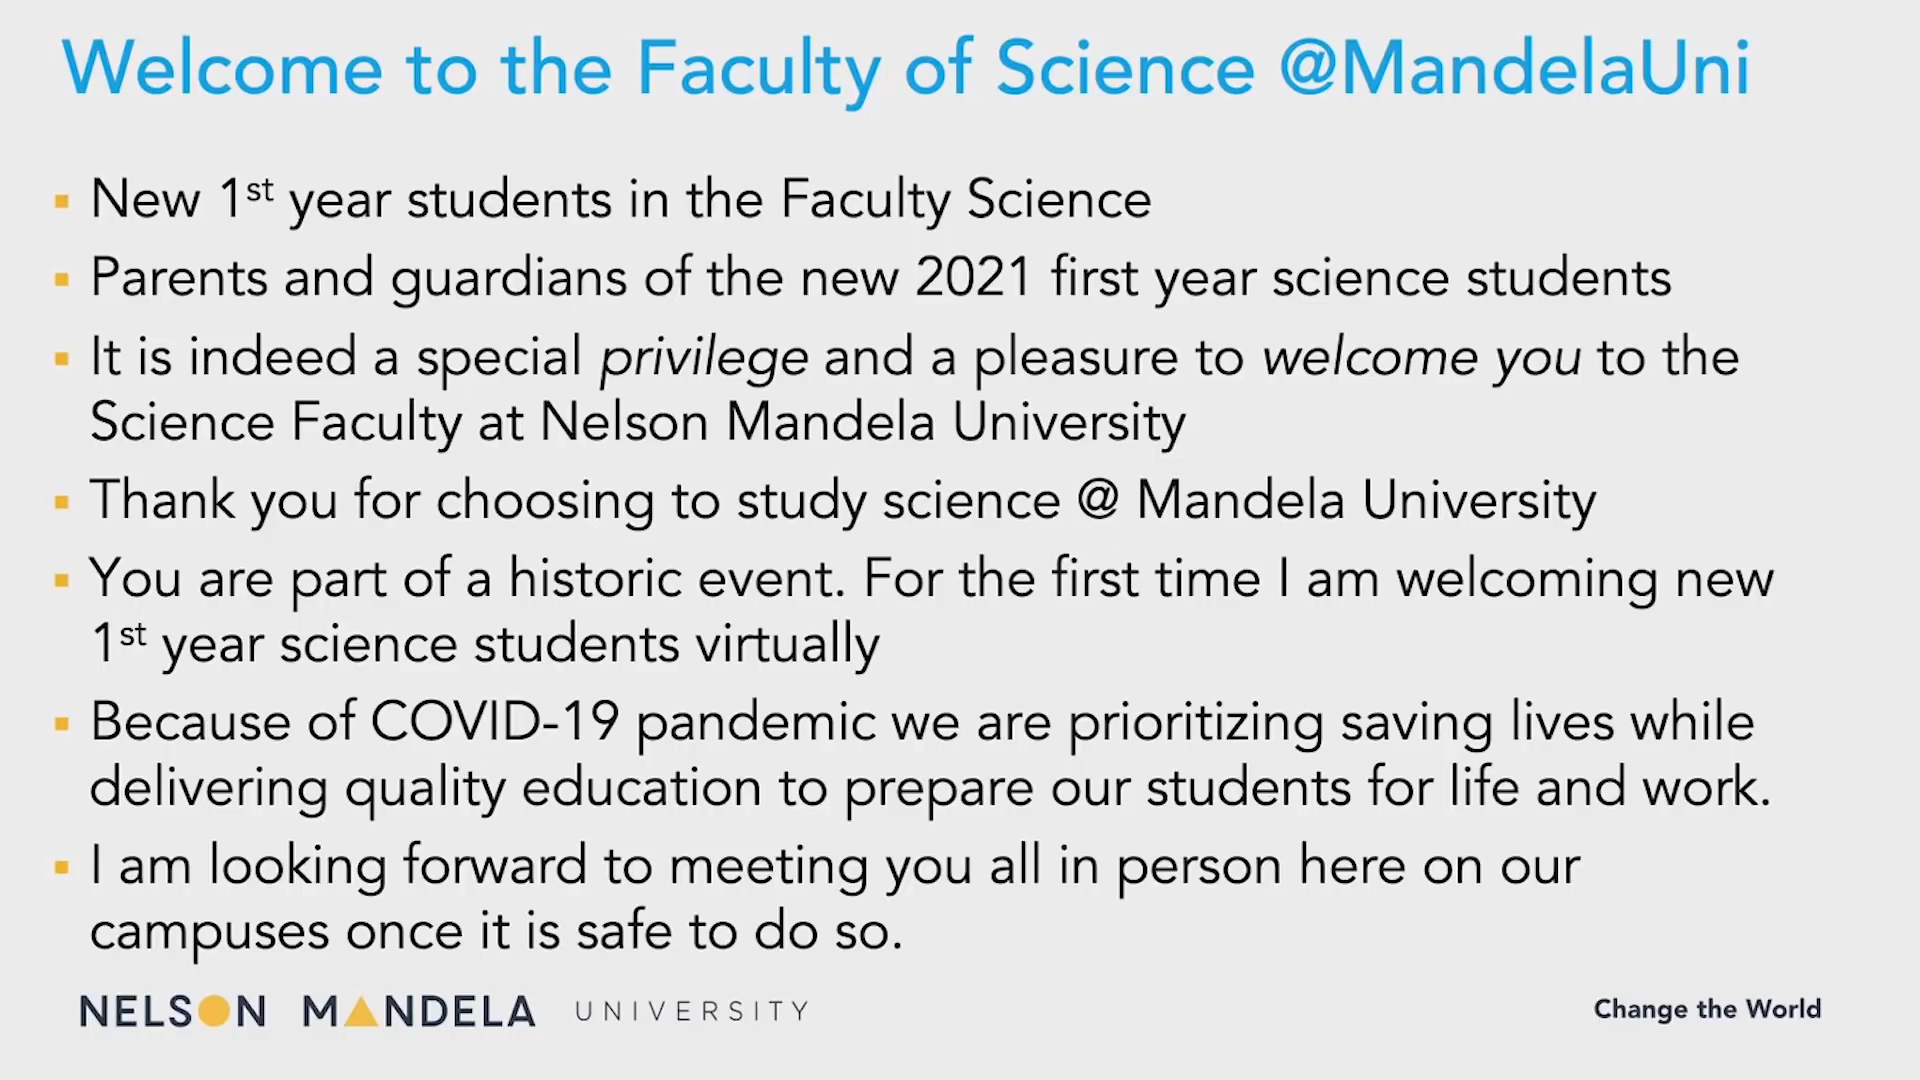 Welcome to the Faculty of Science @MandelaUni
▪ New 1st year students in the Faculty Science
▪ Parents and guardians of the new 2021 first year science students
▪ It is indeed a special privilege and a pleasure to welcome you to the
Science Faculty at Nelson Mandela University
▪ Thank you for choosing to study science @ Mandela University
▪ You are part of a historic event. For the first time I am welcoming new
1st year science students virtually
▪ Because of COVID-19 pandemic we are prioritizing saving lives while
delivering quality education to prepare our students for life and work.
▪ I am looking forward to meeting you all in person here on our
campuses once it is safe to do so.
NELSON MANDELA UNIVERSITY
Change the World